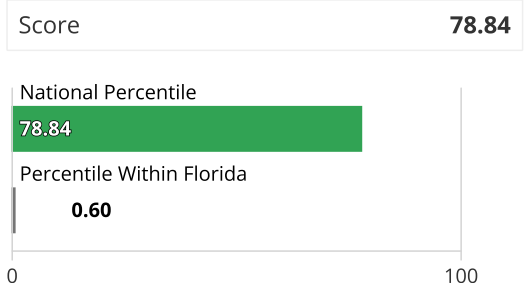 Score 78.84
National Percentile
78.84
Percentile Within Florida
0.60
0 100